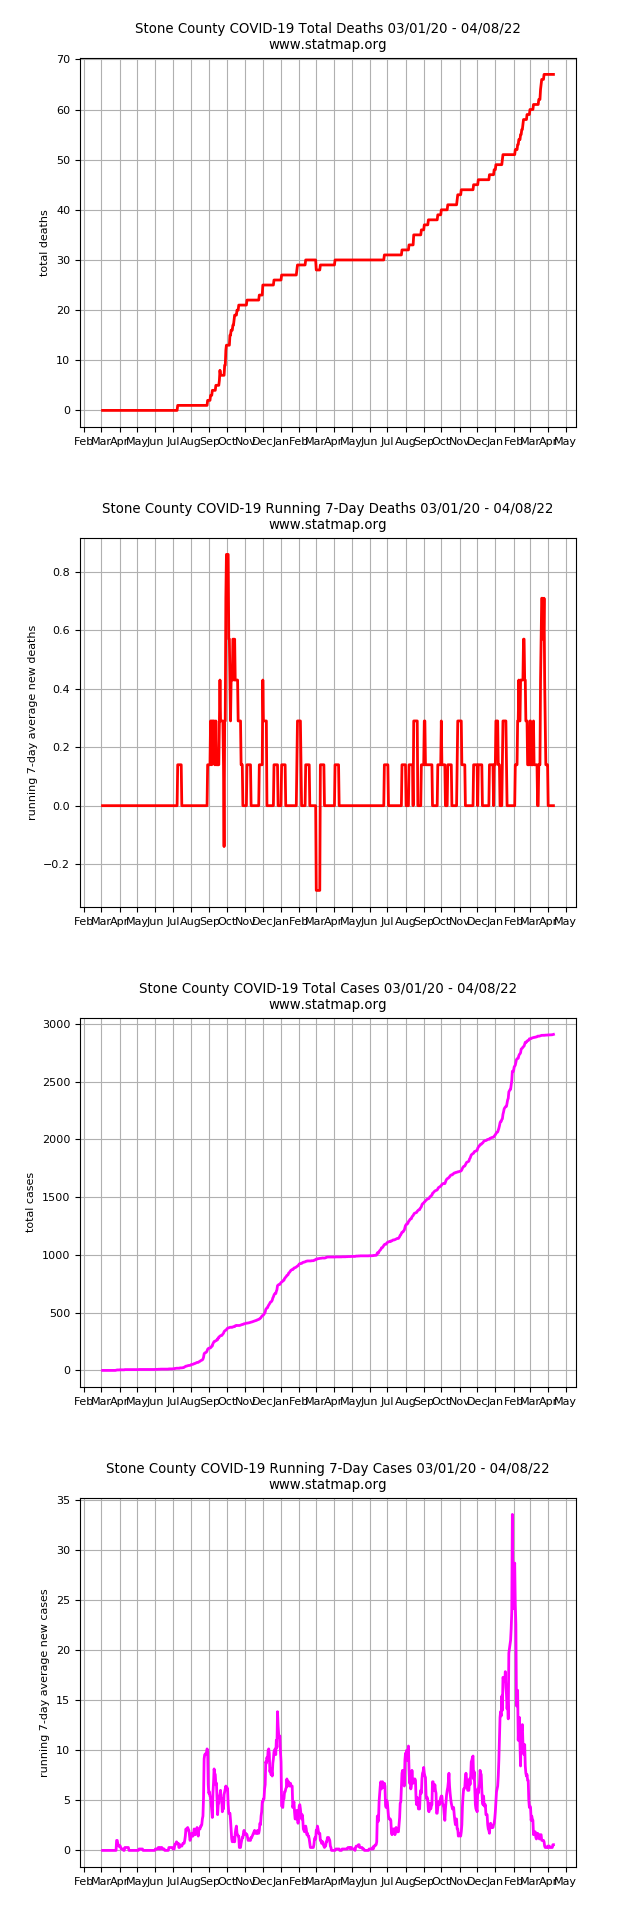 Stone County COVID-19 Total Deaths 03/01/20 - 04/08/22
www.statmap.org
70
60
50
40
30
20
10
0
total deaths
Feb Mar Apr May Jun Jul Aug Sep Oct Nov Dec Jan Feb Mar Apr May Jun Jul Aug Sep Oct Nov Dec Jan Feb Mar Apr May
Stone County COVID-19 Running 7-Day Deaths 03/01/20 - 04/08/22
www.statmap.org
0.8
0.6
0.4
0.2
0.0
−0.2
running 7-day average new deaths
Feb Mar Apr May Jun Jul Aug Sep Oct Nov Dec Jan Feb Mar Apr May Jun Jul Aug Sep Oct Nov Dec Jan Feb Mar Apr May
Stone County COVID-19 Total Cases 03/01/20 - 04/08/22
www.statmap.org
3000
2500
2000
1500
1000
500
0
total cases
Feb Mar Apr May Jun Jul Aug Sep Oct Nov Dec Jan Feb Mar Apr May Jun Jul Aug Sep Oct Nov Dec Jan Feb Mar Apr May
Stone County COVID-19 Running 7-Day Cases 03/01/20 - 04/08/22
www.statmap.org
35
30
25
20
15
10
5
0
running 7-day average new cases
Feb Mar Apr May Jun Jul Aug Sep Oct Nov Dec Jan Feb Mar Apr May Jun Jul Aug Sep Oct Nov Dec Jan Feb Mar Apr May